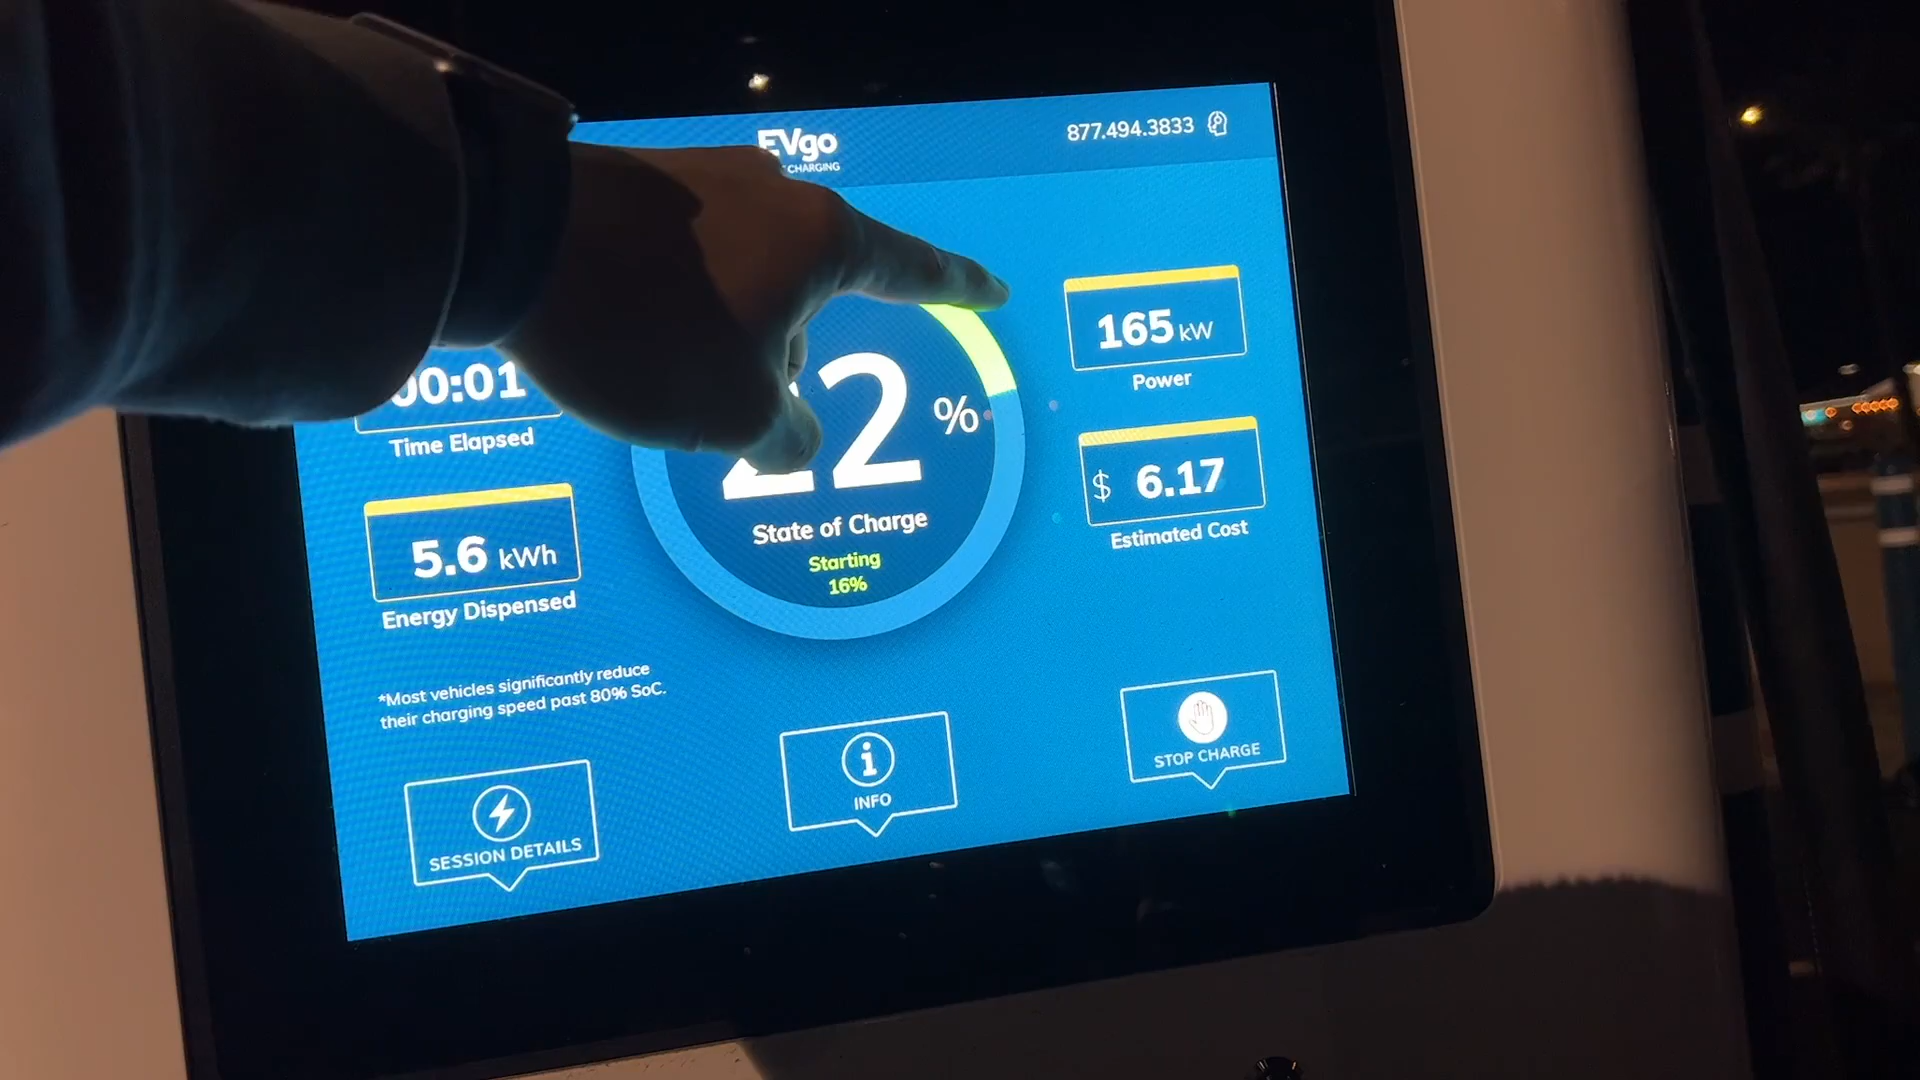 EVgo
CHARGING
877.494.3833
00:01
Time Elapsed
5.6 kWh
Energy Dispensed
22%
State of Charge
Starting
16%
165 kW
Power
$ 6.17
Estimated Cost
*Most vehicles significantly reduce
their charging speed past 80% SoC.
SESSION DETAILS
INFO
STOP CHARGE